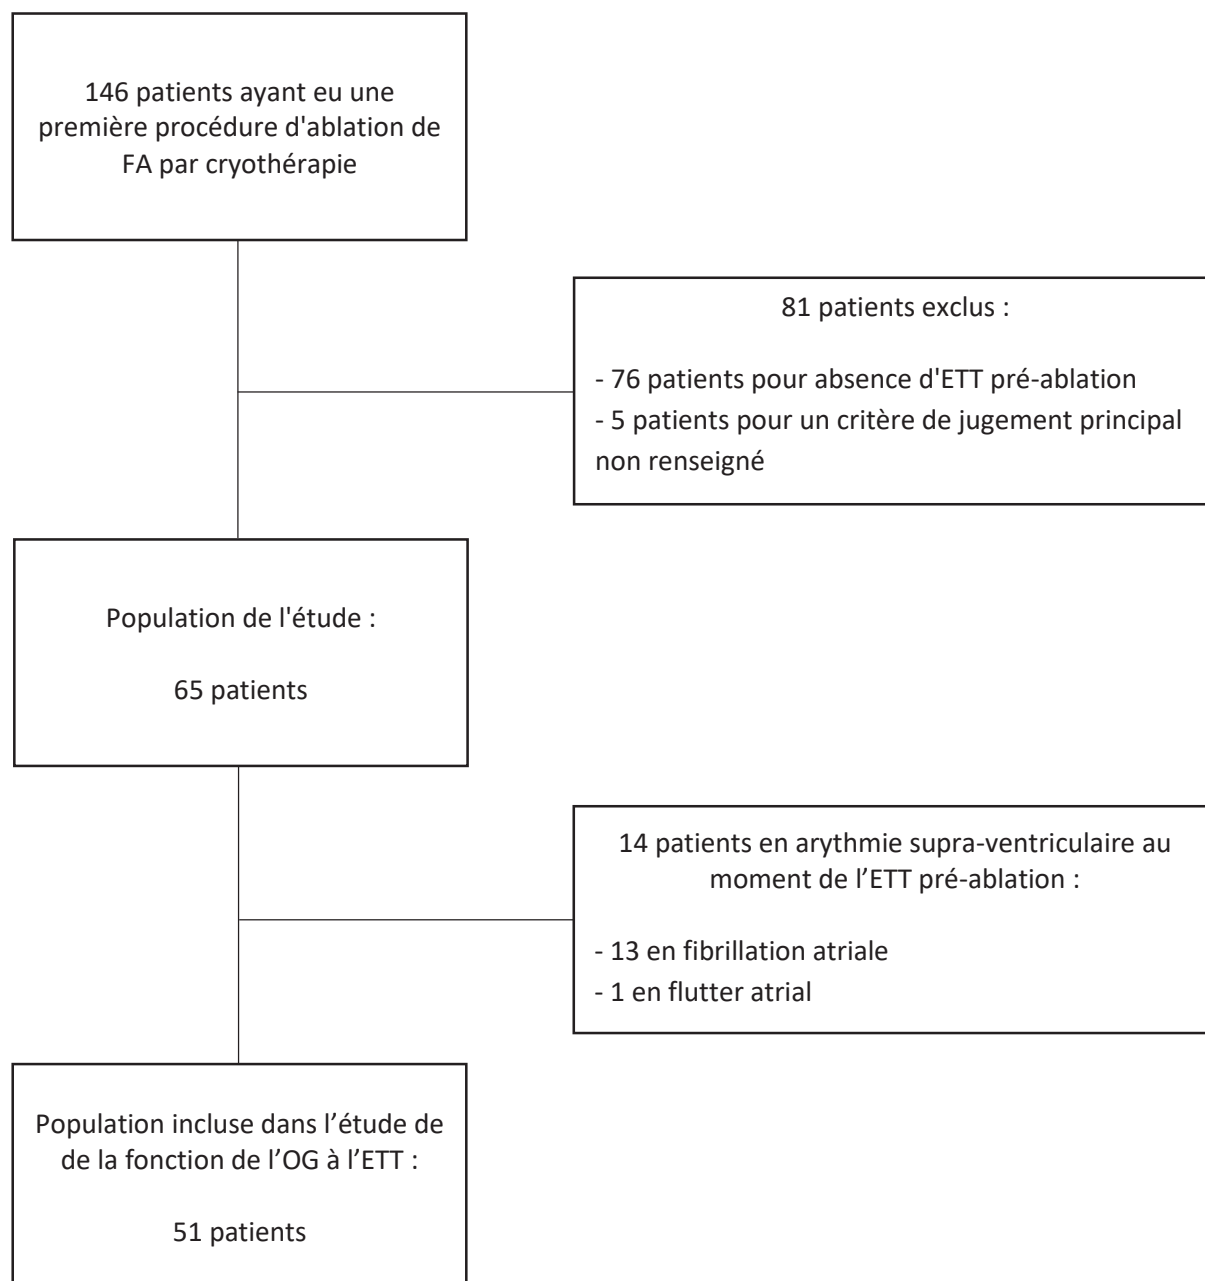 146 patients ayant eu une
première procédure d'ablation de
FA par cryothérapie
81 patients exclus :
- 76 patients pour absence d'ETT pré-ablation
- 5 patients pour un critère de jugement principal
non renseigné
Population de l'étude :
65 patients
14 patients en arythmie supra-ventriculaire au
moment de l’ETT pré-ablation :
- 13 en fibrillation atriale
- 1 en flutter atrial
Population incluse dans l’étude de
de la fonction de l’OG à l’ETT :
51 patients